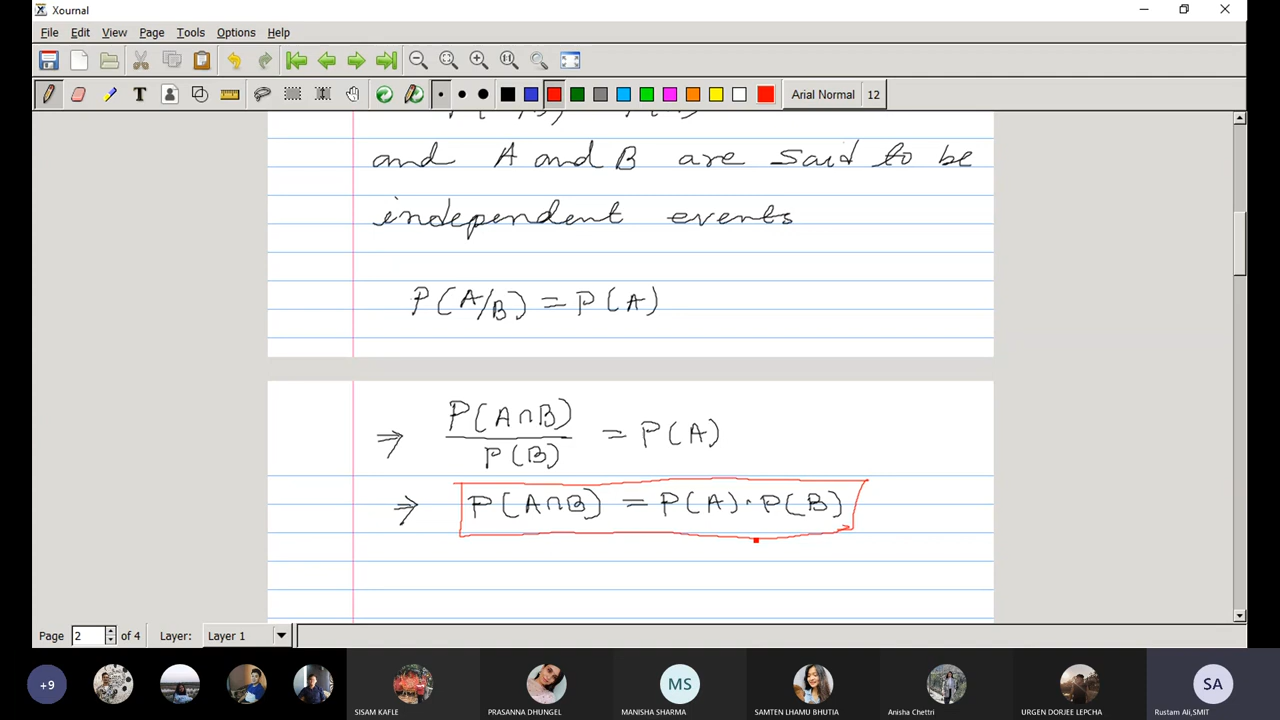 Xournal
File Edit View Page Tools Options Help
Arial Normal 12
and A and B are said to be
independent events
P(A/B) = P(A)
⇒ P(A∩B)/P(B) = P(A)
⇒ P(A∩B) = P(A)·P(B)
Page 2 of 4 Layer: Layer 1
+9 MS SA
SISAM KAFLE PRASANNA DHUNGEL MANISHA SHARMA SAMTEN LHAMU BHUTIA Anisha Chettri URGEN DORJEE LEPCHA Rustam Ali,SMIT